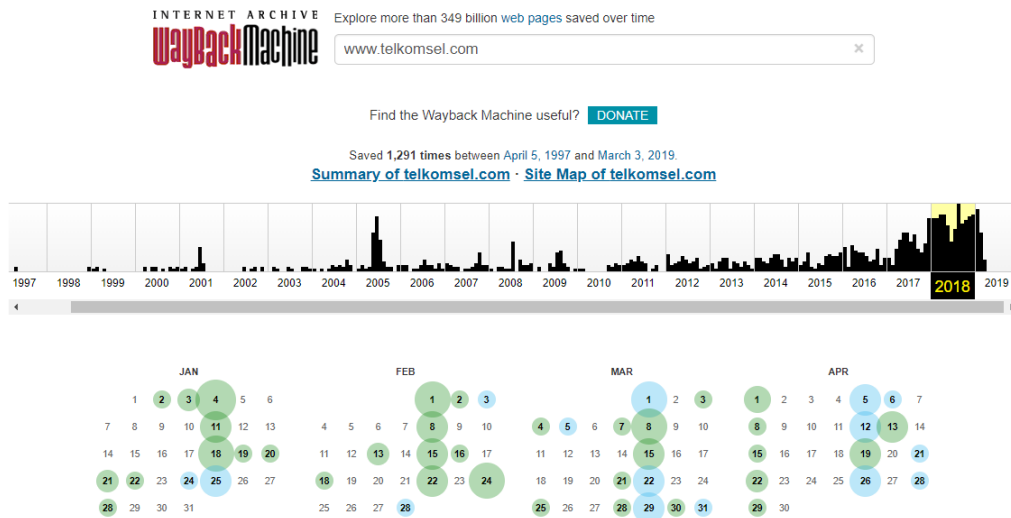 INTERNET ARCHIVE
WayBackMachine
Explore more than 349 billion web pages saved over time
www.telkomsel.com ×
Find the Wayback Machine useful? DONATE
Saved 1,291 times between April 5, 1997 and March 3, 2019.
Summary of telkomsel.com · Site Map of telkomsel.com
1997 1998 1999 2000 2001 2002 2003 2004 2005 2006 2007 2008 2009 2010 2011 2012 2013 2014 2015 2016 2017 2018 2019
JAN FEB MAR APR
1 2 3 4 5 6 1 2 3 1 2 3 1 2 3 4 5 6 7
7 8 9 10 11 12 13 4 5 6 7 8 9 10 4 5 6 7 8 9 10 8 9 10 11 12 13 14
14 15 16 17 18 19 20 11 12 13 14 15 16 17 11 12 13 14 15 16 17 15 16 17 18 19 20 21
21 22 23 24 25 26 27 18 19 20 21 22 23 24 18 19 20 21 22 23 24 22 23 24 25 26 27 28
28 29 30 31 25 26 27 28 25 26 27 28 29 30 31 29 30